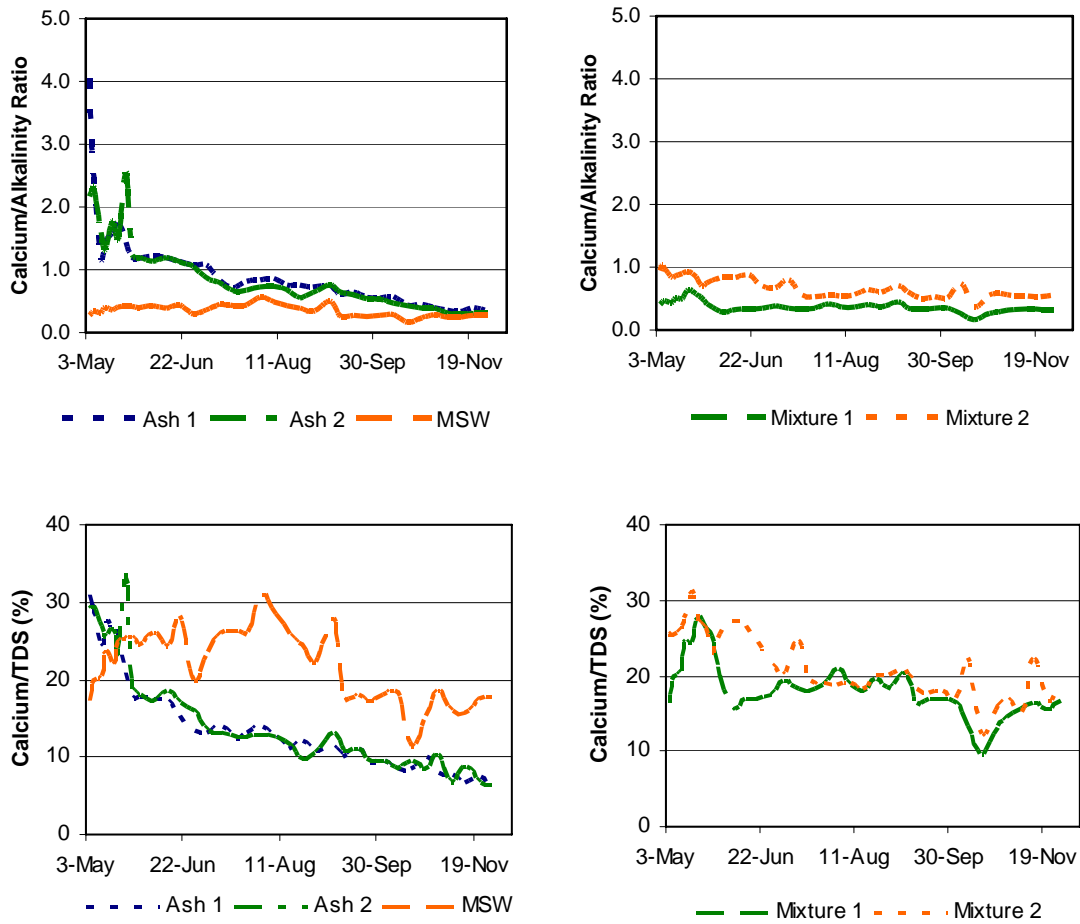 Calcium/Alkalinity Ratio
5.0
4.0
3.0
2.0
1.0
0.0
3-May 22-Jun 11-Aug 30-Sep 19-Nov
Ash 1 Ash 2 MSW
Calcium/Alkalinity Ratio
5.0
4.0
3.0
2.0
1.0
0.0
3-May 22-Jun 11-Aug 30-Sep 19-Nov
Mixture 1 Mixture 2
Calcium/TDS (%)
40
30
20
10
0
3-May 22-Jun 11-Aug 30-Sep 19-Nov
Ash 1 Ash 2 MSW
Calcium/TDS (%)
40
30
20
10
0
3-May 22-Jun 11-Aug 30-Sep 19-Nov
Mixture 1 Mixture 2